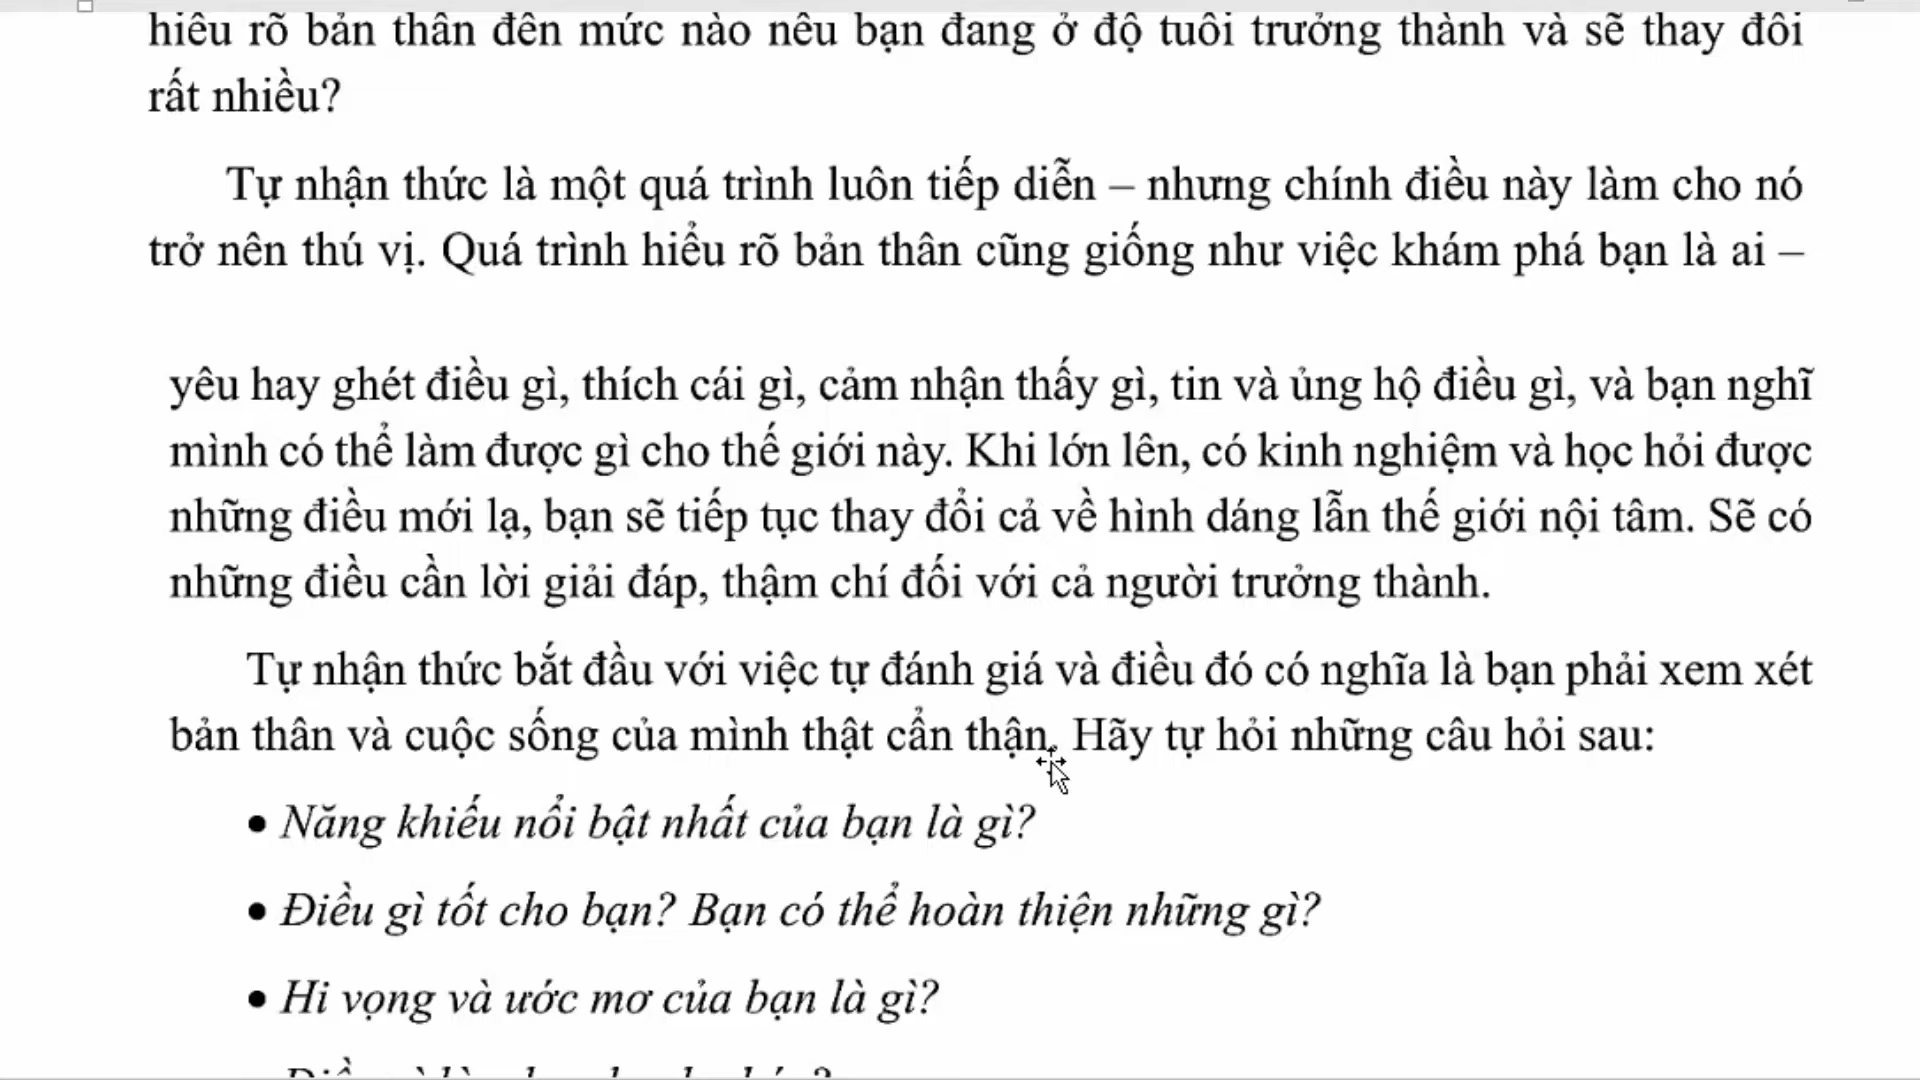 hiểu rõ bản thân đến mức nào nếu bạn đang ở độ tuổi trưởng thành và sẽ thay đổi
rất nhiều?
Tự nhận thức là một quá trình luôn tiếp diễn – nhưng chính điều này làm cho nó
trở nên thú vị. Quá trình hiểu rõ bản thân cũng giống như việc khám phá bạn là ai –
yêu hay ghét điều gì, thích cái gì, cảm nhận thấy gì, tin và ủng hộ điều gì, và bạn nghĩ
mình có thể làm được gì cho thế giới này. Khi lớn lên, có kinh nghiệm và học hỏi được
những điều mới lạ, bạn sẽ tiếp tục thay đổi cả về hình dáng lẫn thế giới nội tâm. Sẽ có
những điều cần lời giải đáp, thậm chí đối với cả người trưởng thành.
Tự nhận thức bắt đầu với việc tự đánh giá và điều đó có nghĩa là bạn phải xem xét
bản thân và cuộc sống của mình thật cẩn thận. Hãy tự hỏi những câu hỏi sau:
• Năng khiếu nổi bật nhất của bạn là gì?
• Điều gì tốt cho bạn? Bạn có thể hoàn thiện những gì?
• Hi vọng và ước mơ của bạn là gì?